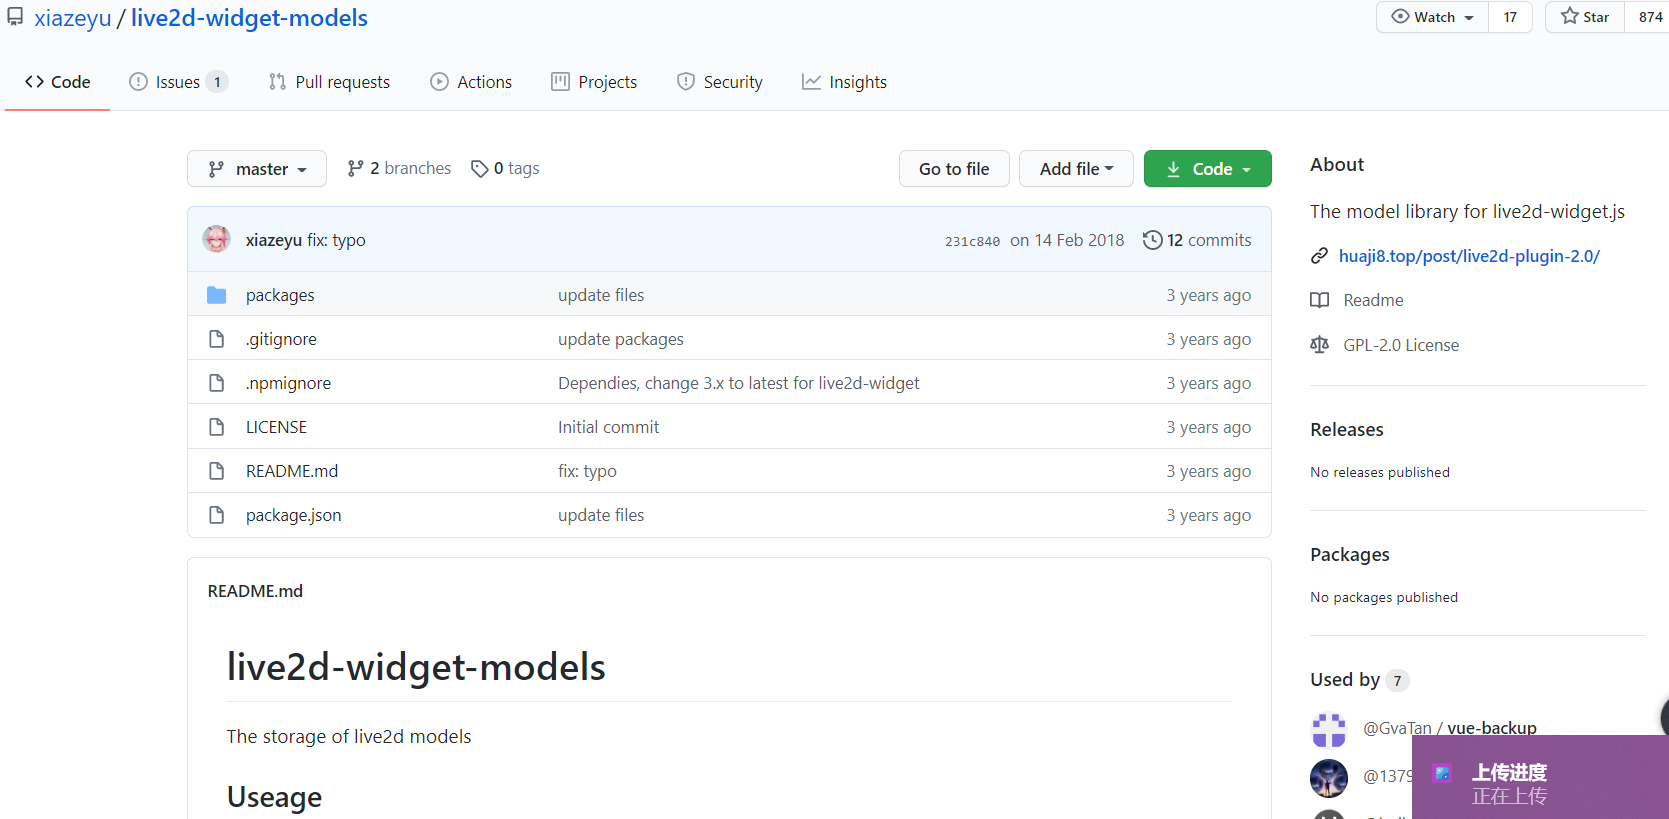 xiazeyu / live2d-widget-models
Watch 17 Star 874
Code Issues 1 Pull requests Actions Projects Security Insights
master 2 branches 0 tags Go to file Add file Code
xiazeyu fix: typo 231c840 on 14 Feb 2018 12 commits
packages update files 3 years ago
.gitignore update packages 3 years ago
.npmignore Dependies, change 3.x to latest for live2d-widget 3 years ago
LICENSE Initial commit 3 years ago
README.md fix: typo 3 years ago
package.json update files 3 years ago
README.md
live2d-widget-models
The storage of live2d models
Useage
About
The model library for live2d-widget.js
huaji8.top/post/live2d-plugin-2.0/
Readme
GPL-2.0 License
Releases
No releases published
Packages
No packages published
Used by 7
@GvaTan / vue-backup
@1379
上传进度
正在上传